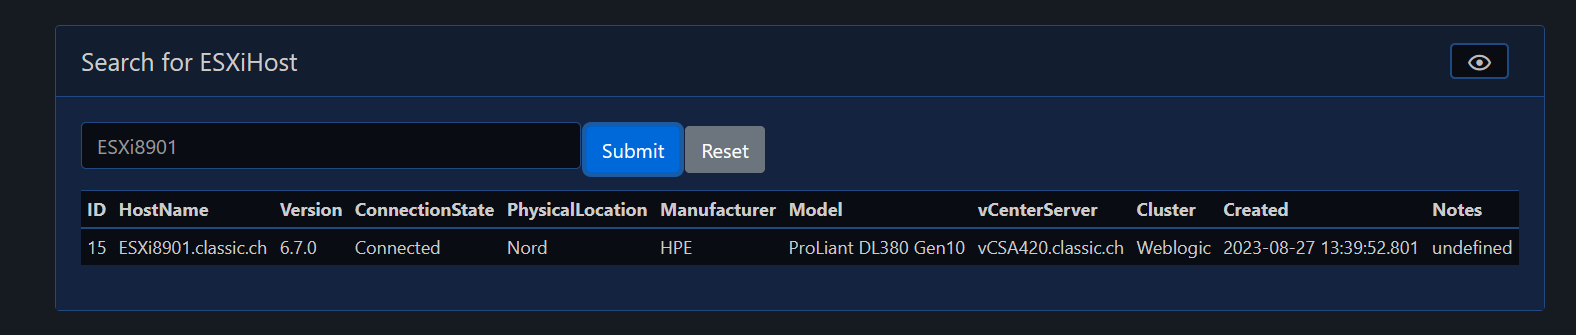 Search for ESXiHost
ESXi8901 Submit Reset
ID HostName Version ConnectionState PhysicalLocation Manufacturer Model vCenterServer Cluster Created Notes
15 ESXi8901.classic.ch 6.7.0 Connected Nord HPE ProLiant DL380 Gen10 vCSA420.classic.ch Weblogic 2023-08-27 13:39:52.801 undefined